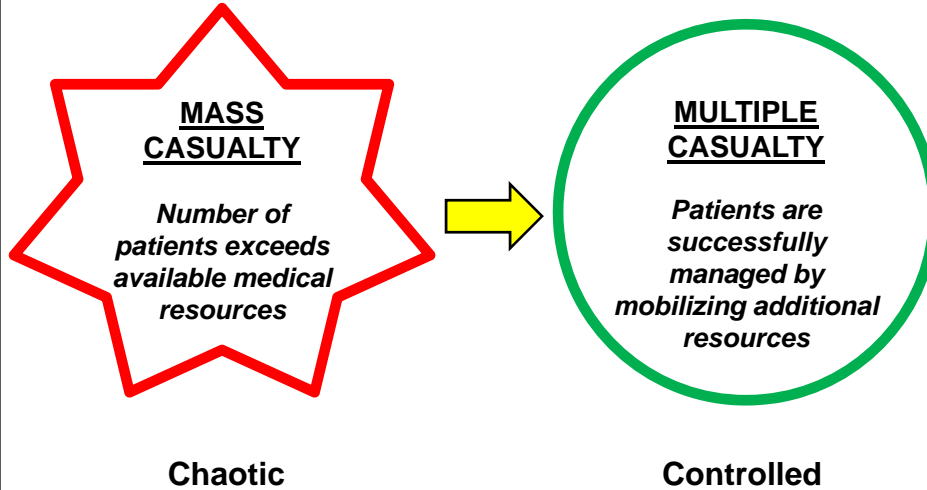 MASS
CASUALTY
Number of
patients exceeds
available medical
resources
MULTIPLE
CASUALTY
Patients are
successfully
managed by
mobilizing additional
resources
Chaotic
Controlled